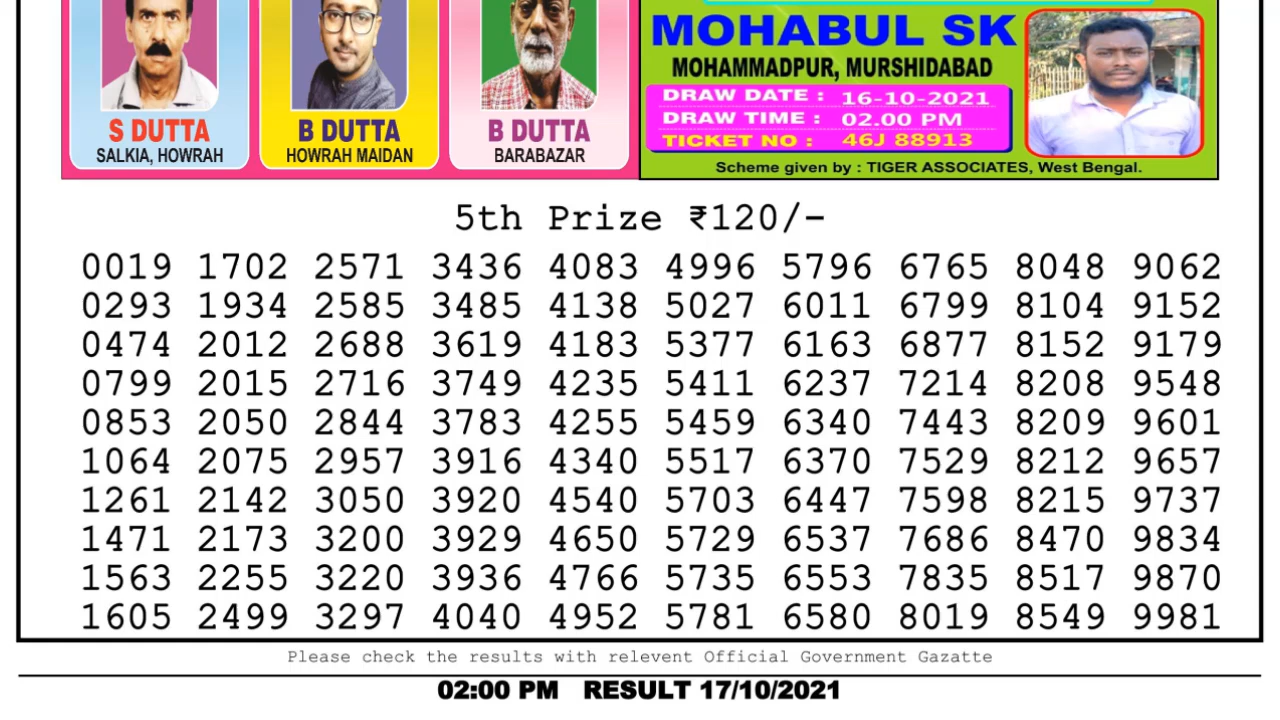 S DUTTA
SALKIA, HOWRAH
B DUTTA
HOWRAH MAIDAN
B DUTTA
BARABAZAR
MOHABUL SK
MOHAMMADPUR, MURSHIDABAD
DRAW DATE : 16-10-2021
DRAW TIME : 02.00 PM
TICKET NO : 46J 88913
Scheme given by : TIGER ASSOCIATES, West Bengal.
5th Prize ₹120/-
0019 1702 2571 3436 4083 4996 5796 6765 8048 9062
0293 1934 2585 3485 4138 5027 6011 6799 8104 9152
0474 2012 2688 3619 4183 5377 6163 6877 8152 9179
0799 2015 2716 3749 4235 5411 6237 7214 8208 9548
0853 2050 2844 3783 4255 5459 6340 7443 8209 9601
1064 2075 2957 3916 4340 5517 6370 7529 8212 9657
1261 2142 3050 3920 4540 5703 6447 7598 8215 9737
1471 2173 3200 3929 4650 5729 6537 7686 8470 9834
1563 2255 3220 3936 4766 5735 6553 7835 8517 9870
1605 2499 3297 4040 4952 5781 6580 8019 8549 9981
Please check the results with relevent Official Government Gazatte
02:00 PM RESULT 17/10/2021